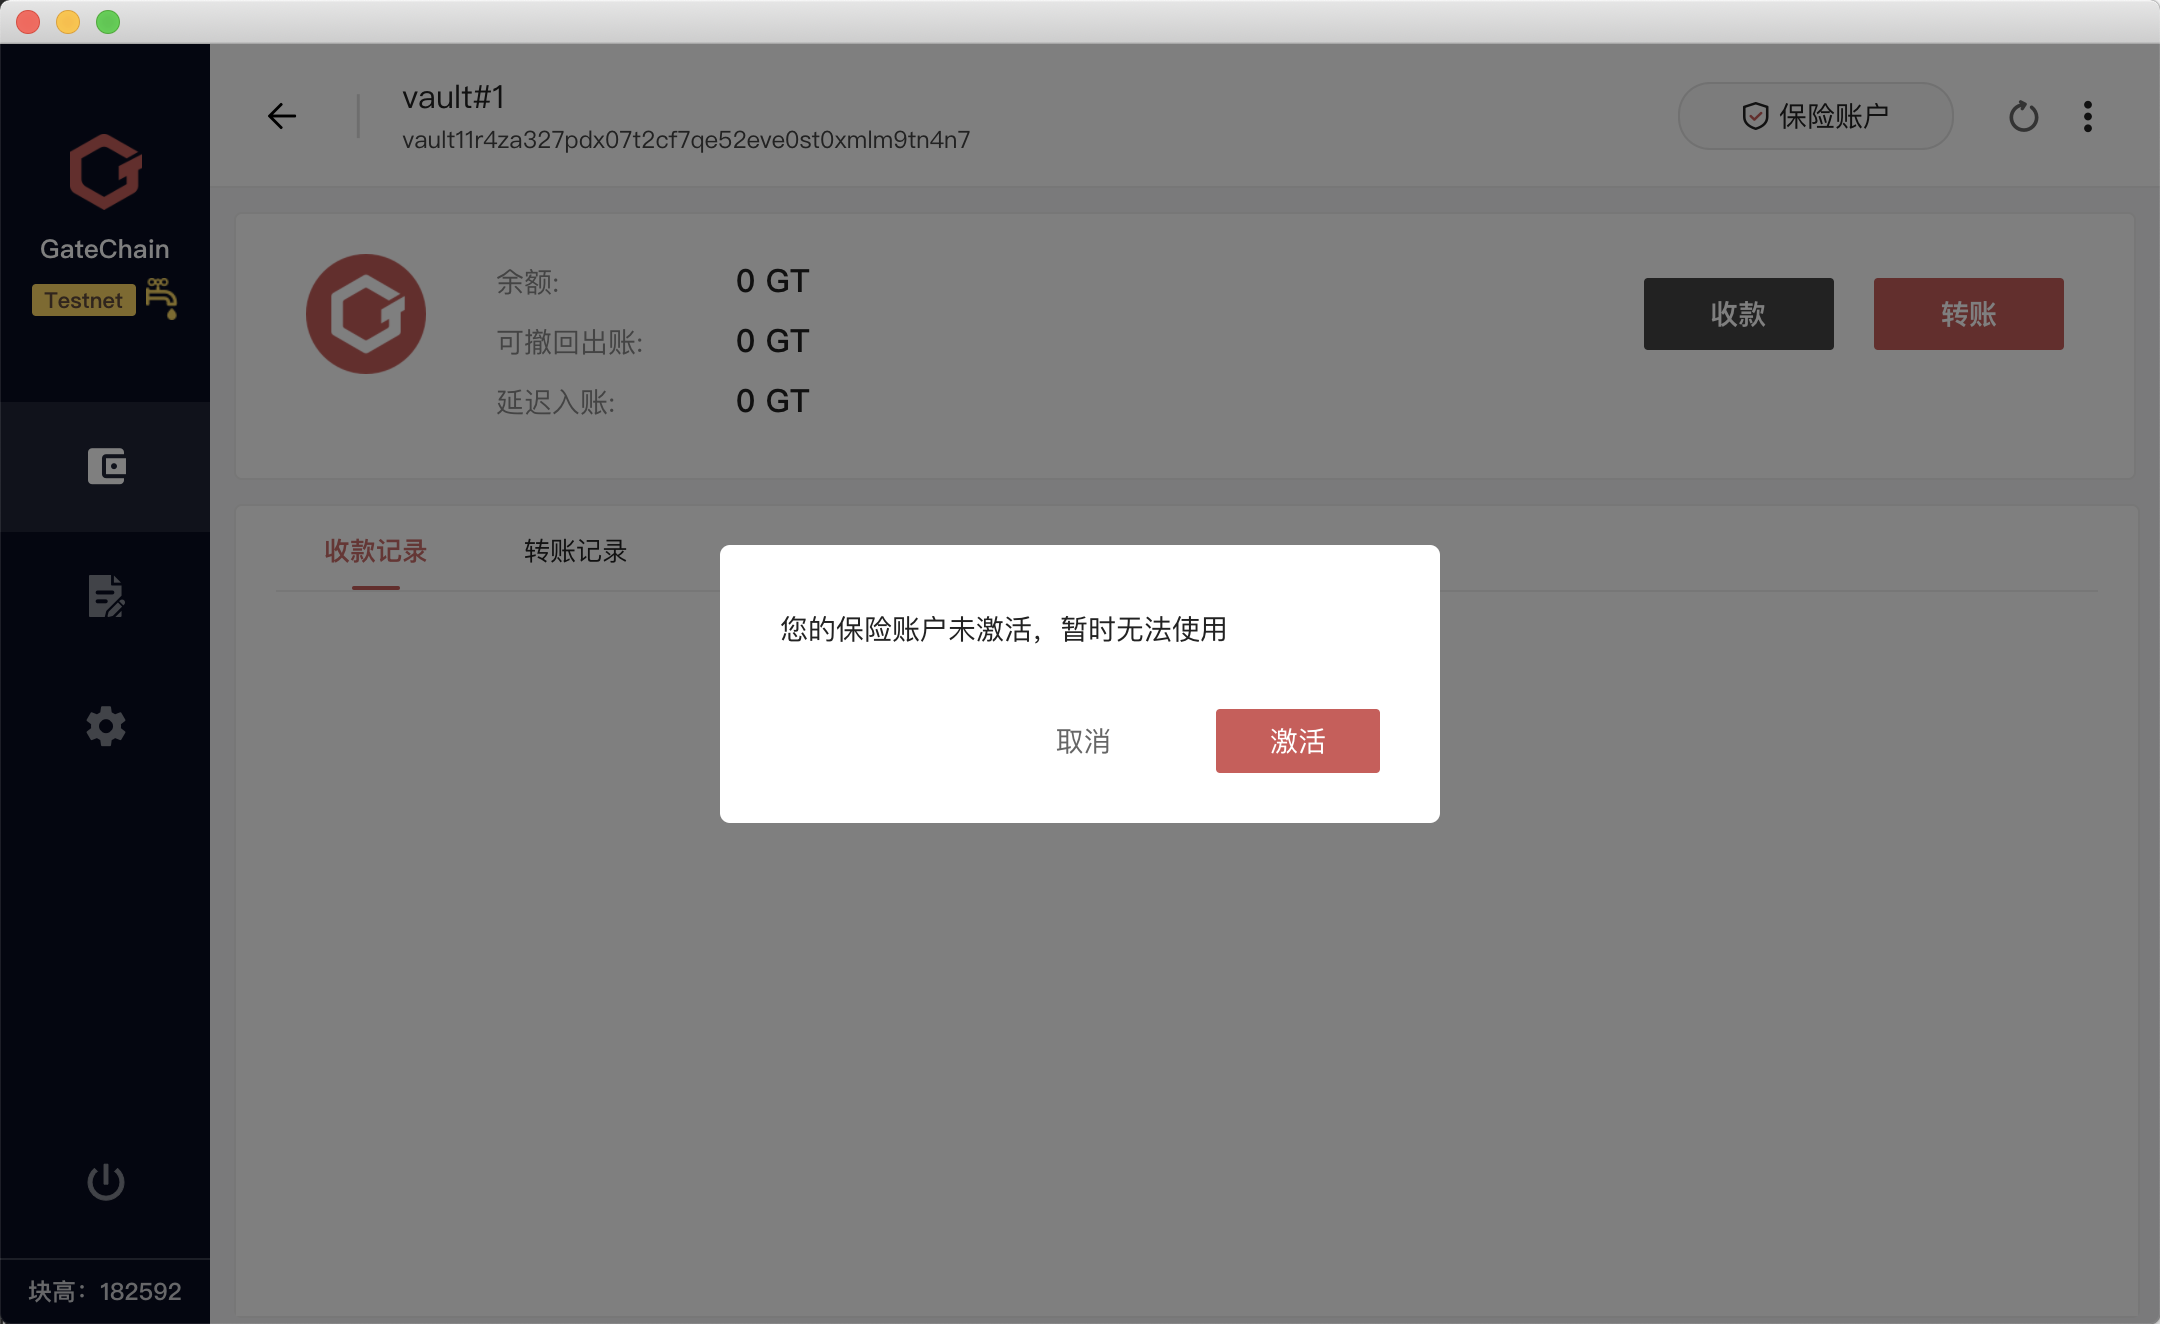 vault#1
vault11r4za327pdx07t2cf7qe52eve0st0xmlm9tn4n7
保险账户
GateChain
Testnet
余额: 0 GT
可撤回出账: 0 GT
延迟入账: 0 GT
收款 转账
收款记录 转账记录
您的保险账户未激活，暂时无法使用
取消 激活
块高：182592